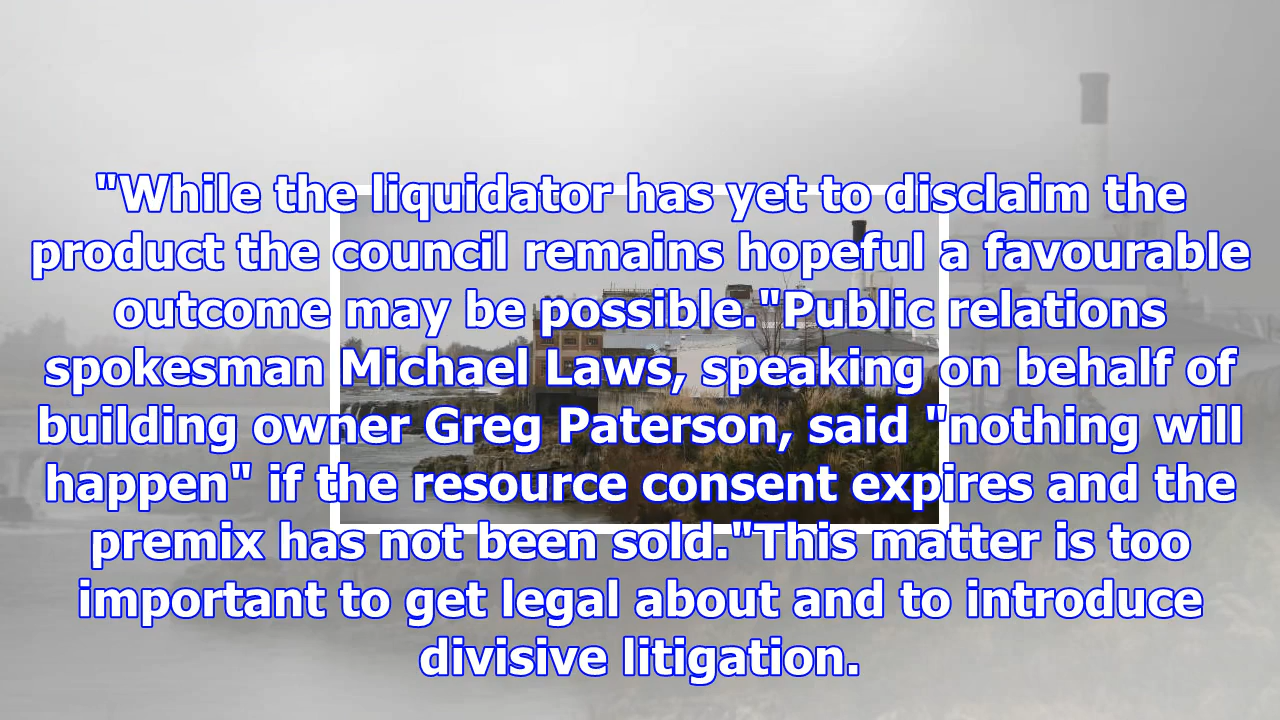 "While the liquidator has yet to disclaim the
product the council remains hopeful a favourable
outcome may be possible."Public relations
spokesman Michael Laws, speaking on behalf of
building owner Greg Paterson, said "nothing will
happen" if the resource consent expires and the
premix has not been sold."This matter is too
important to get legal about and to introduce
divisive litigation.